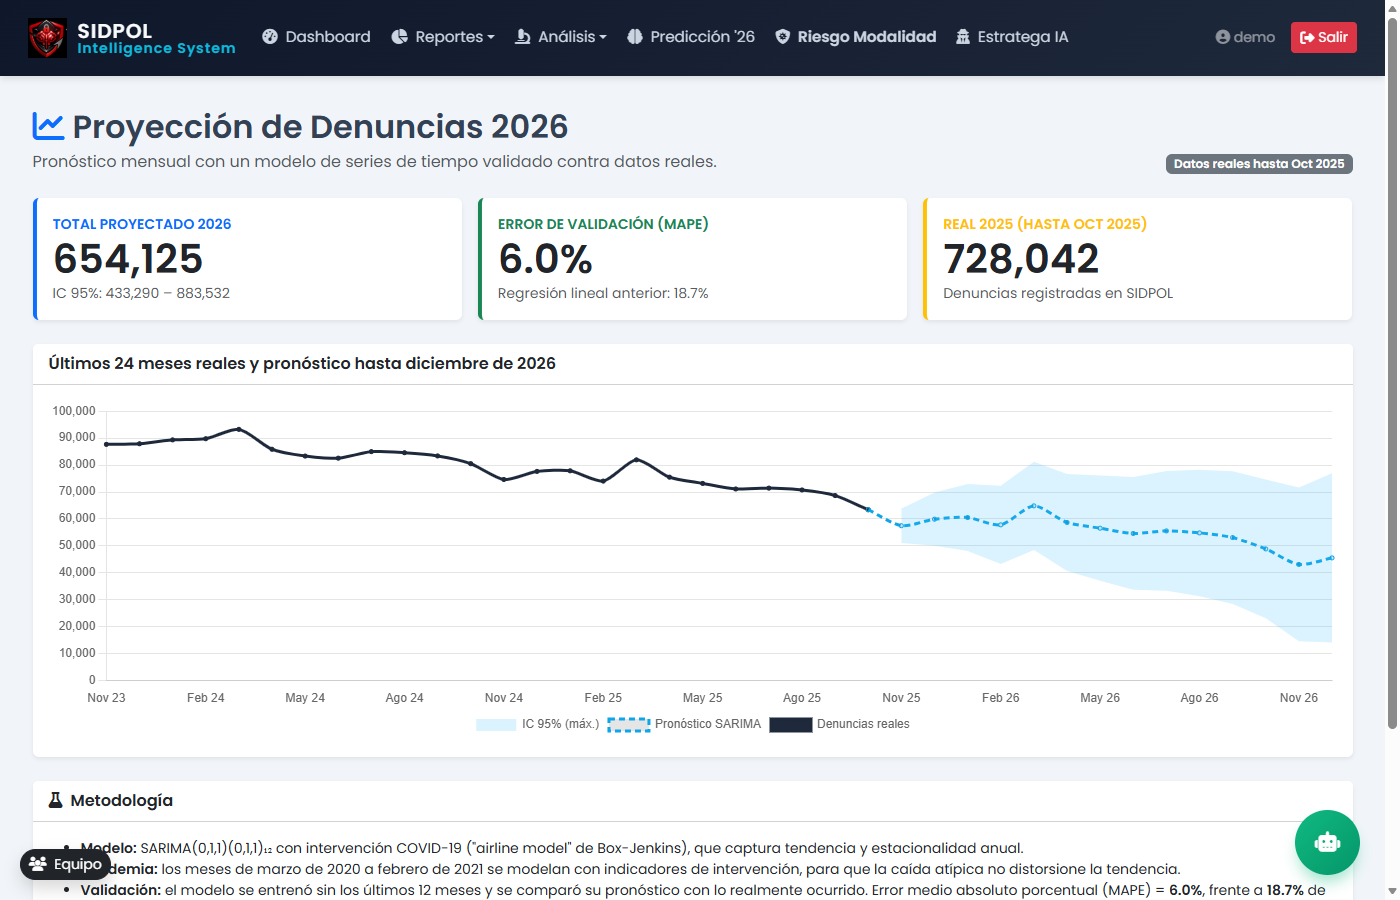 SIDPOL
Intelligence System
Dashboard
Reportes
Análisis
Predicción '26
Riesgo Modalidad
Estratega IA
demo
Salir
Proyección de Denuncias 2026
Pronóstico mensual con un modelo de series de tiempo validado contra datos reales.
Datos reales hasta Oct 2025
TOTAL PROYECTADO 2026
654,125
IC 95%: 433,290 – 883,532
ERROR DE VALIDACIÓN (MAPE)
6.0%
Regresión lineal anterior: 18.7%
REAL 2025 (HASTA OCT 2025)
728,042
Denuncias registradas en SIDPOL
Últimos 24 meses reales y pronóstico hasta diciembre de 2026
100,000
90,000
80,000
70,000
60,000
50,000
40,000
30,000
20,000
10,000
0
Nov 23 Feb 24 May 24 Ago 24 Nov 24 Feb 25 May 25 Ago 25 Nov 25 Feb 26 May 26 Ago 26 Nov 26
IC 95% (máx.) Pronóstico SARIMA Denuncias reales
Metodología
Modelo: SARIMA(0,1,1)(0,1,1)₁₂ con intervención COVID-19 ("airline model" de Box-Jenkins), que captura tendencia y estacionalidad anual.
demia: los meses de marzo de 2020 a febrero de 2021 se modelan con indicadores de intervención, para que la caída atípica no distorsione la tendencia.
Validación: el modelo se entrenó sin los últimos 12 meses y se comparó su pronóstico con lo realmente ocurrido. Error medio absoluto porcentual (MAPE) = 6.0%, frente a 18.7% de
Equipo